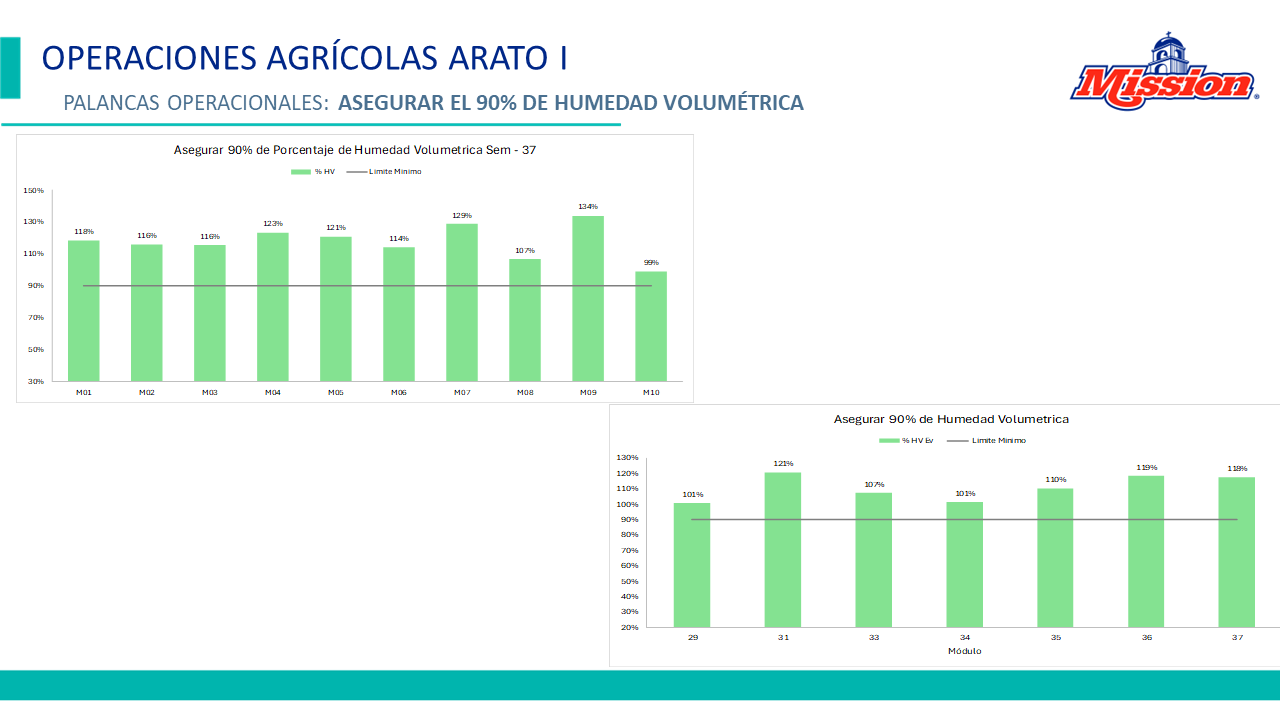 OPERACIONES AGRÍCOLAS ARATO I
PALANCAS OPERACIONALES: ASEGURAR EL 90% DE HUMEDAD VOLUMÉTRICA
Mission®
Asegurar 90% de Porcentaje de Humedad Volumetrica Sem - 37
% HV Limite Minimo
150%
130%
110%
90%
70%
50%
30%
118% 116% 116% 123% 121% 114% 129% 107% 134% 99%
M01 M02 M03 M04 M05 M06 M07 M08 M09 M10
Asegurar 90% de Humedad Volumetrica
% HV Ev Limite Minimo
130%
120%
110%
100%
90%
80%
70%
60%
50%
40%
30%
20%
101% 121% 107% 101% 110% 119% 118%
29 31 33 34 35 36 37
Módulo